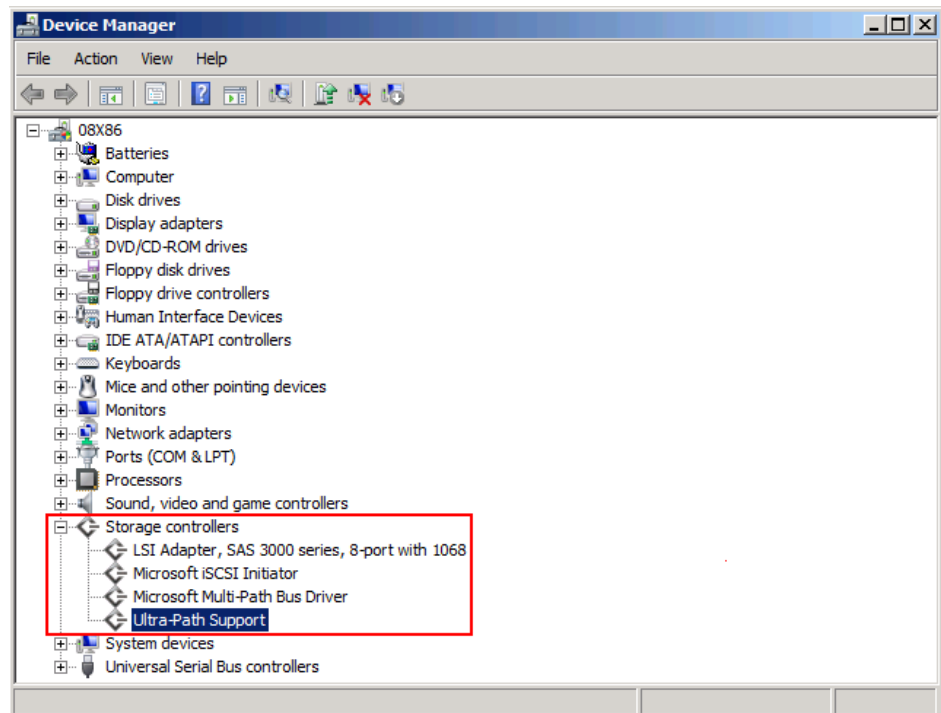 Device Manager
File Action View Help
08X86
Batteries
Computer
Disk drives
Display adapters
DVD/CD-ROM drives
Floppy disk drives
Floppy drive controllers
Human Interface Devices
IDE ATA/ATAPI controllers
Keyboards
Mice and other pointing devices
Monitors
Network adapters
Ports (COM & LPT)
Processors
Sound, video and game controllers
Storage controllers
LSI Adapter, SAS 3000 series, 8-port with 1068
Microsoft iSCSI Initiator
Microsoft Multi-Path Bus Driver
Ultra-Path Support
System devices
Universal Serial Bus controllers